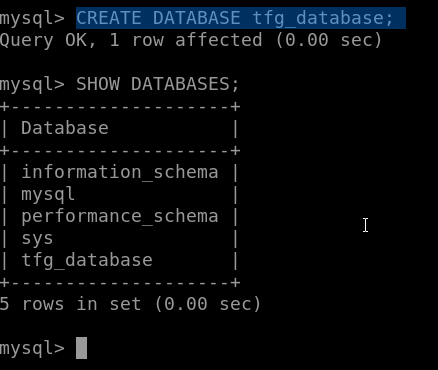 mysql> CREATE DATABASE tfg_database;
Query OK, 1 row affected (0.00 sec)
mysql> SHOW DATABASES;
+--------------------+
| Database           |
+--------------------+
| information_schema |
| mysql              |
| performance_schema |
| sys                |
| tfg_database       |
+--------------------+
5 rows in set (0.00 sec)
mysql>